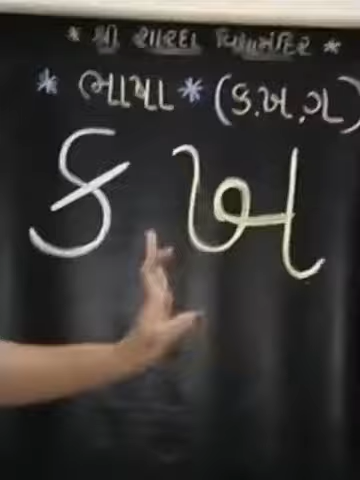 * શ્રી શારદા વિદ્યામંદિર *
* ભાષા * (ક.ખ.ગ)
ક ખ